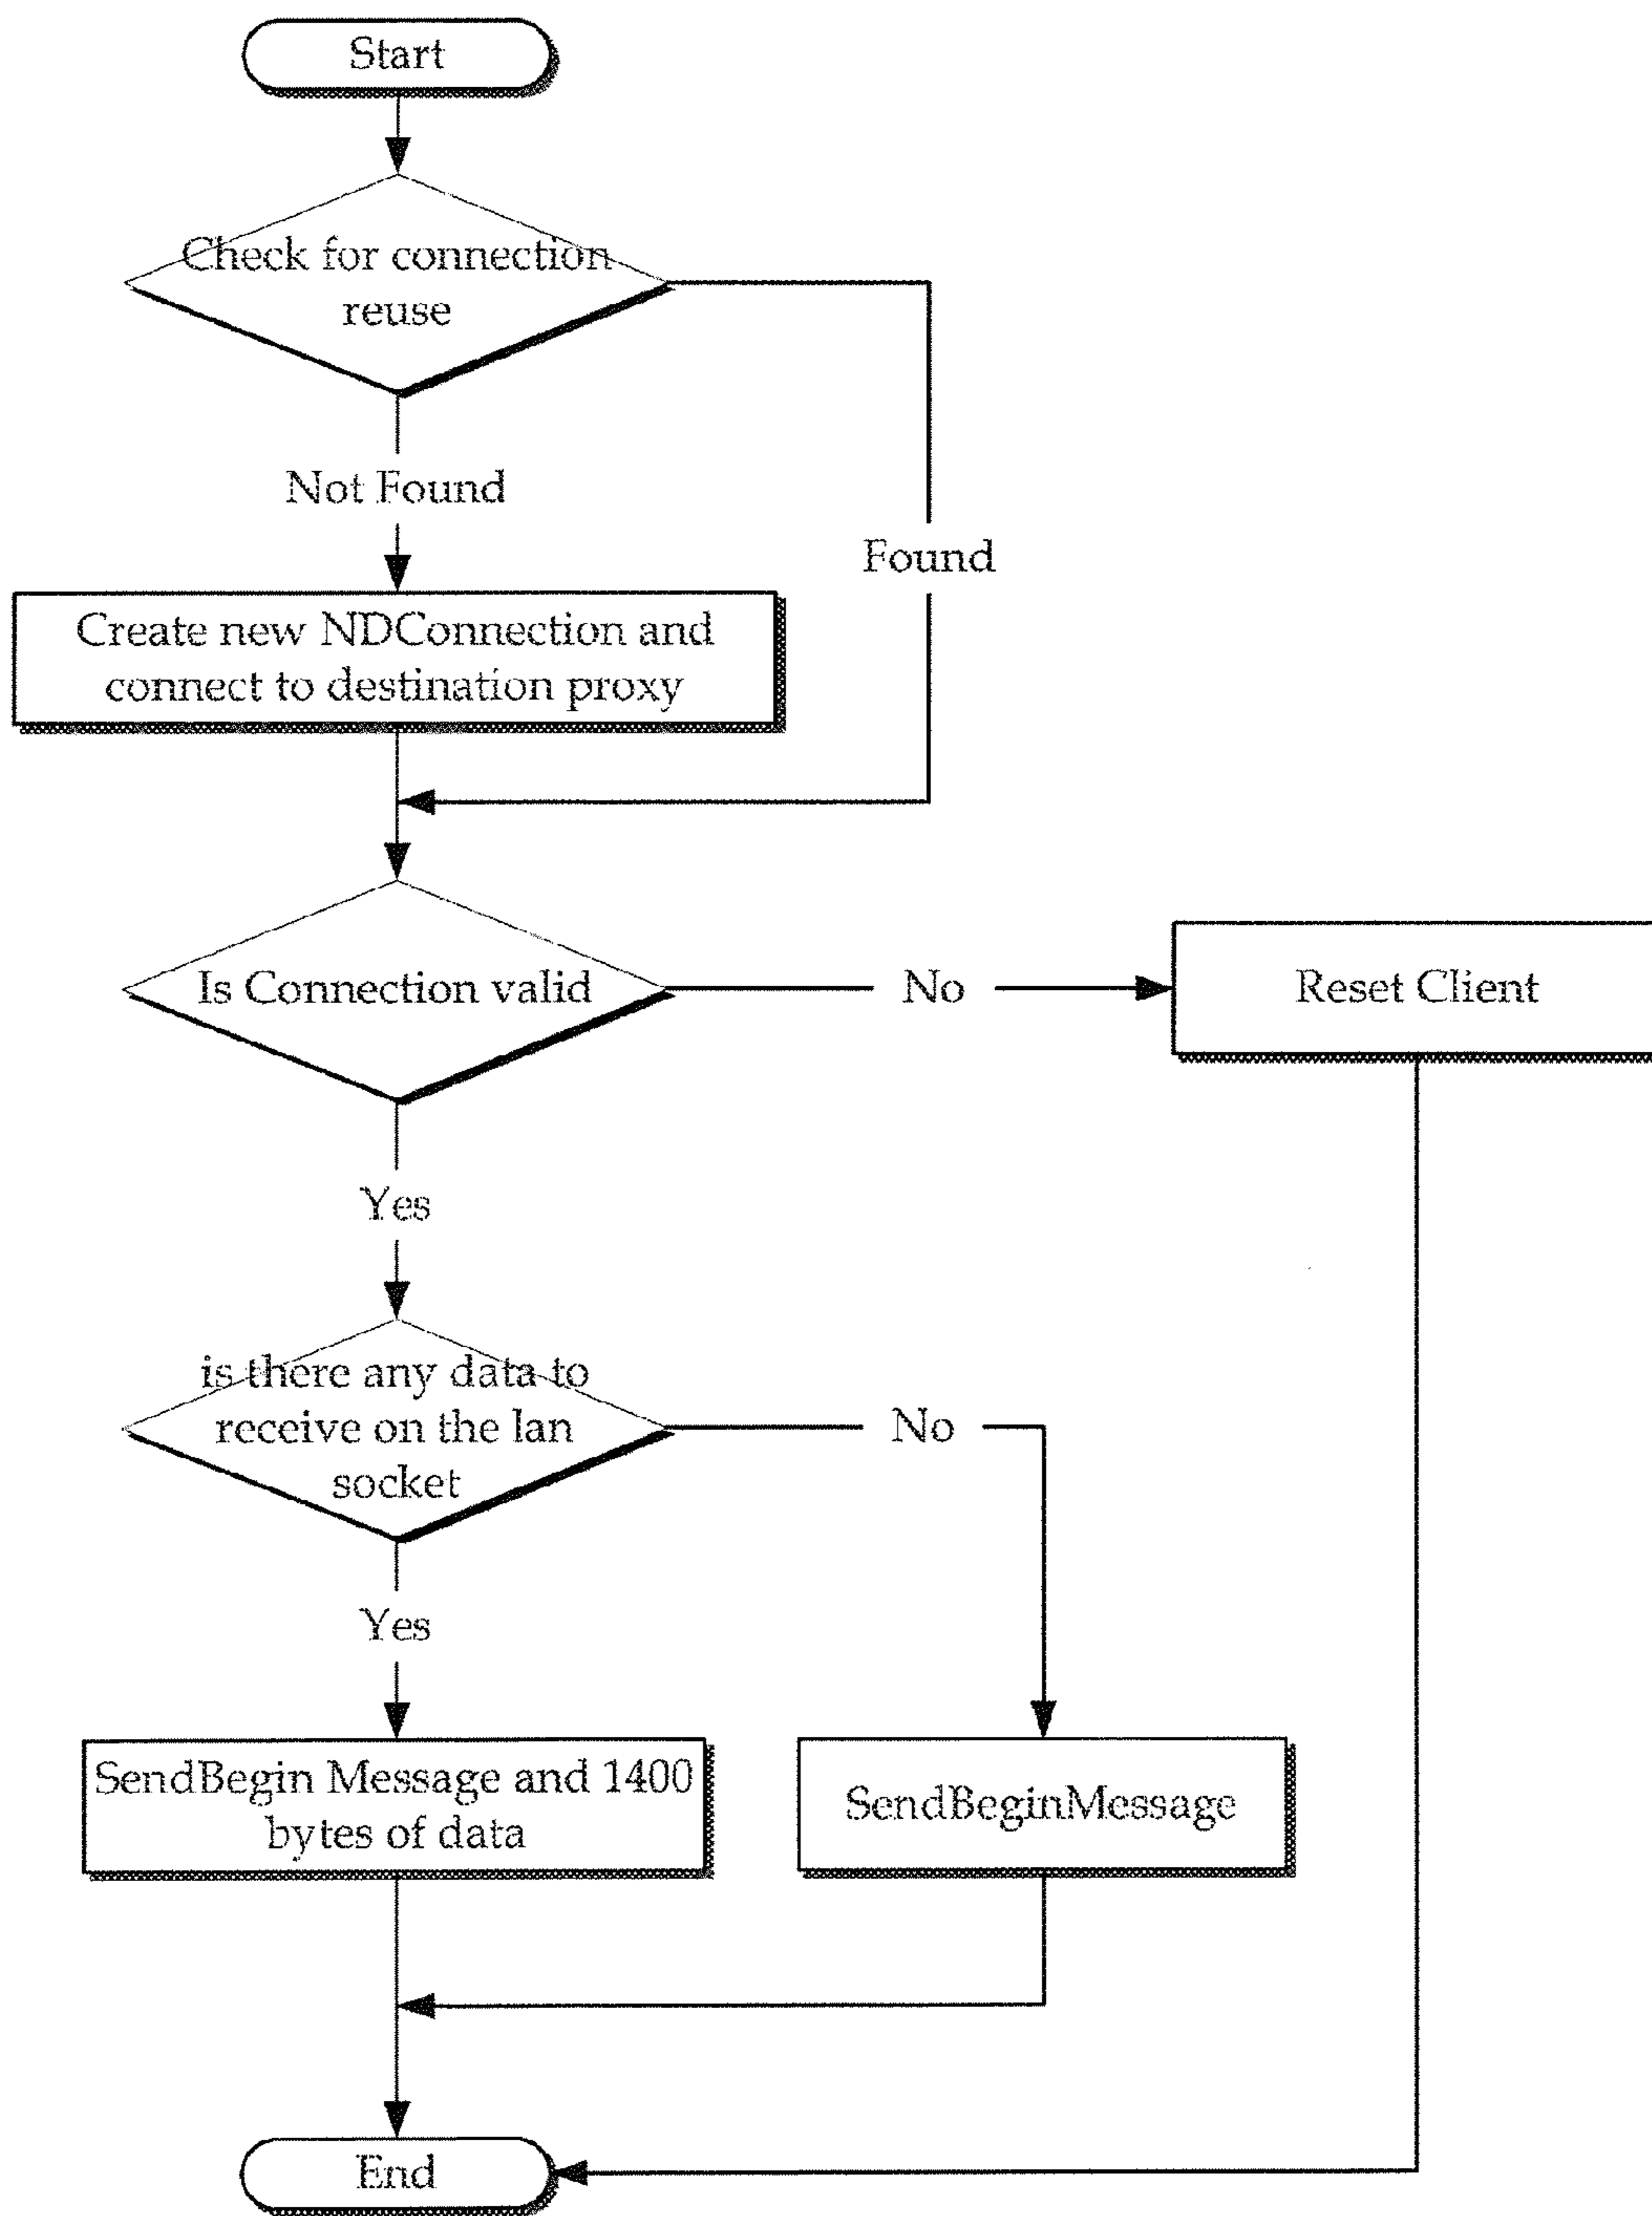 Start
Check for connection
reuse
Not Found
Found
Create new NDConnection and
connect to destination proxy
Is Connection valid
No
Reset Client
Yes
is there any data to
receive on the lan
socket
No
Yes
SendBegin Message and 1400
bytes of data
SendBeginMessage
End